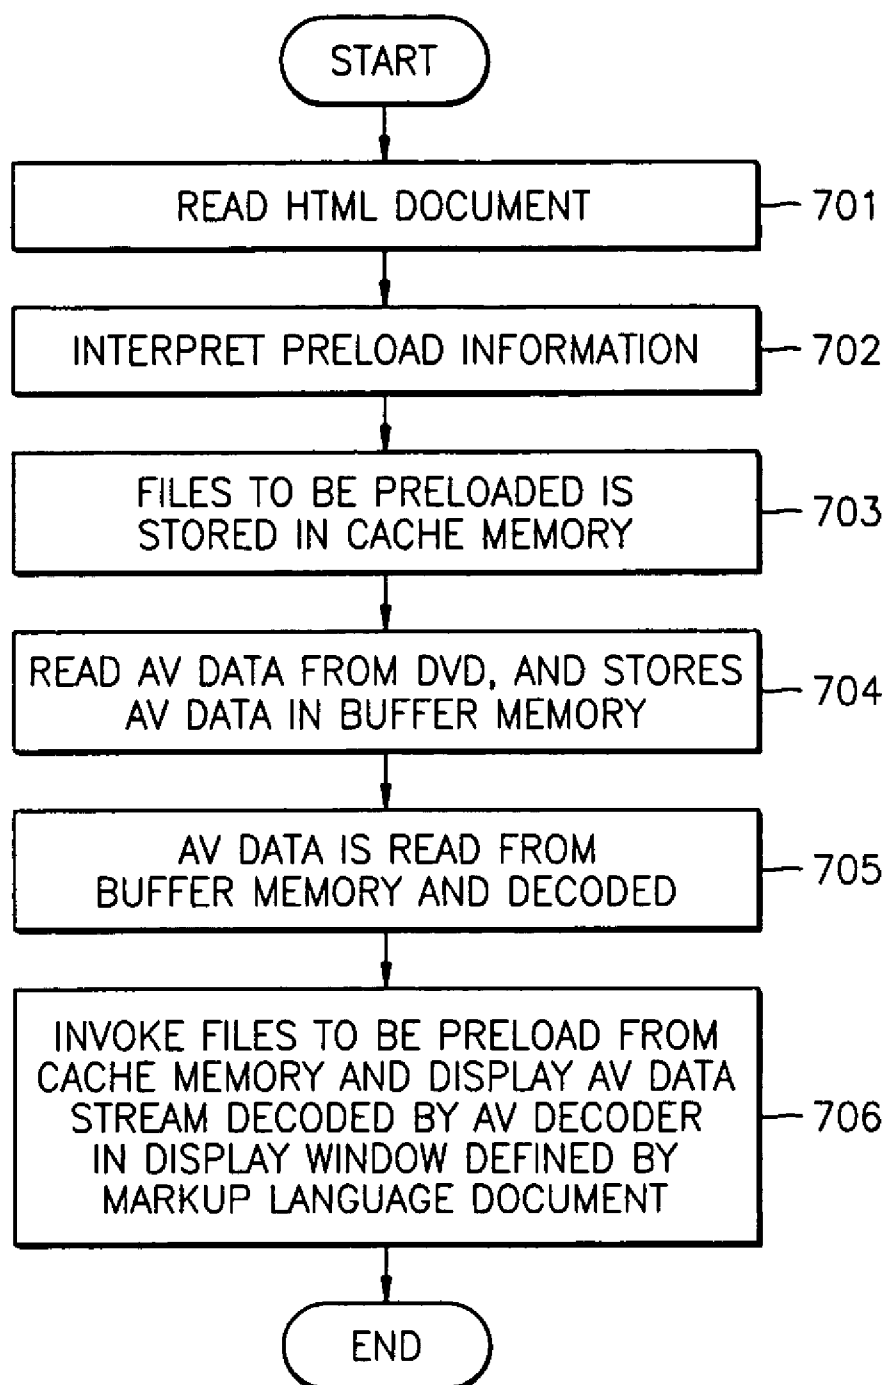 START
READ HTML DOCUMENT
701
INTERPRET PRELOAD INFORMATION
702
FILES TO BE PRELOADED IS
STORED IN CACHE MEMORY
703
READ AV DATA FROM DVD, AND STORES
AV DATA IN BUFFER MEMORY
704
AV DATA IS READ FROM
BUFFER MEMORY AND DECODED
705
INVOKE FILES TO BE PRELOAD FROM
CACHE MEMORY AND DISPLAY AV DATA
STREAM DECODED BY AV DECODER
IN DISPLAY WINDOW DEFINED BY
MARKUP LANGUAGE DOCUMENT
706
END